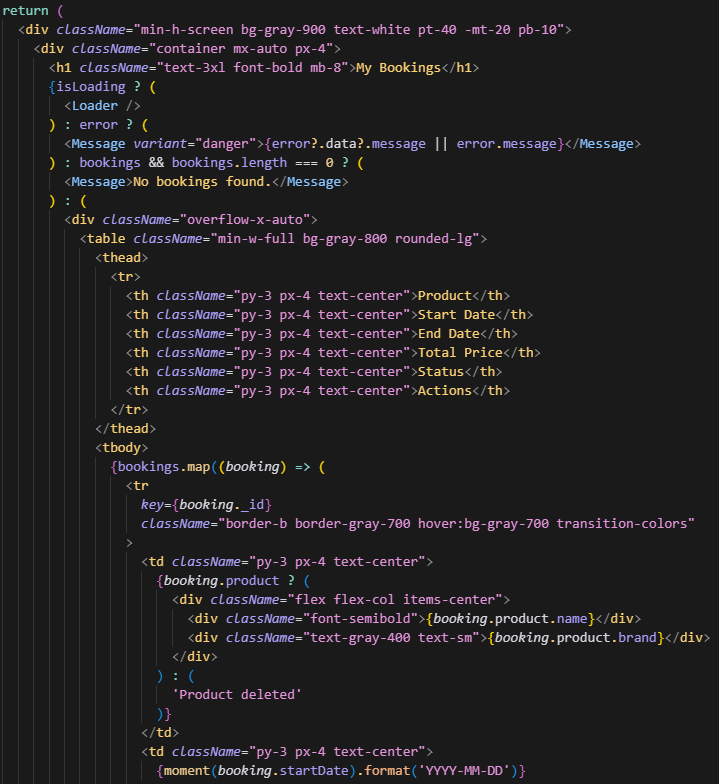 return (
<div className="min-h-screen bg-gray-900 text-white pt-40 -mt-20 pb-10">
<div className="container mx-auto px-4">
<h1 className="text-3xl font-bold mb-8">My Bookings</h1>
{isLoading ? (
<Loader />
) : error ? (
<Message variant="danger">{error?.data?.message || error.message}</Message>
) : bookings && bookings.length === 0 ? (
<Message>No bookings found.</Message>
) : (
<div className="overflow-x-auto">
<table className="min-w-full bg-gray-800 rounded-lg">
<thead>
<tr>
<th className="py-3 px-4 text-center">Product</th>
<th className="py-3 px-4 text-center">Start Date</th>
<th className="py-3 px-4 text-center">End Date</th>
<th className="py-3 px-4 text-center">Total Price</th>
<th className="py-3 px-4 text-center">Status</th>
<th className="py-3 px-4 text-center">Actions</th>
</tr>
</thead>
<tbody>
{bookings.map((booking) => (
<tr
key={booking._id}
className="border-b border-gray-700 hover:bg-gray-700 transition-colors"
>
<td className="py-3 px-4 text-center">
{booking.product ? (
<div className="flex flex-col items-center">
<div className="font-semibold">{booking.product.name}</div>
<div className="text-gray-400 text-sm">{booking.product.brand}</div>
</div>
) : (
'Product deleted'
)}
</td>
<td className="py-3 px-4 text-center">
{moment(booking.startDate).format('YYYY-MM-DD')}